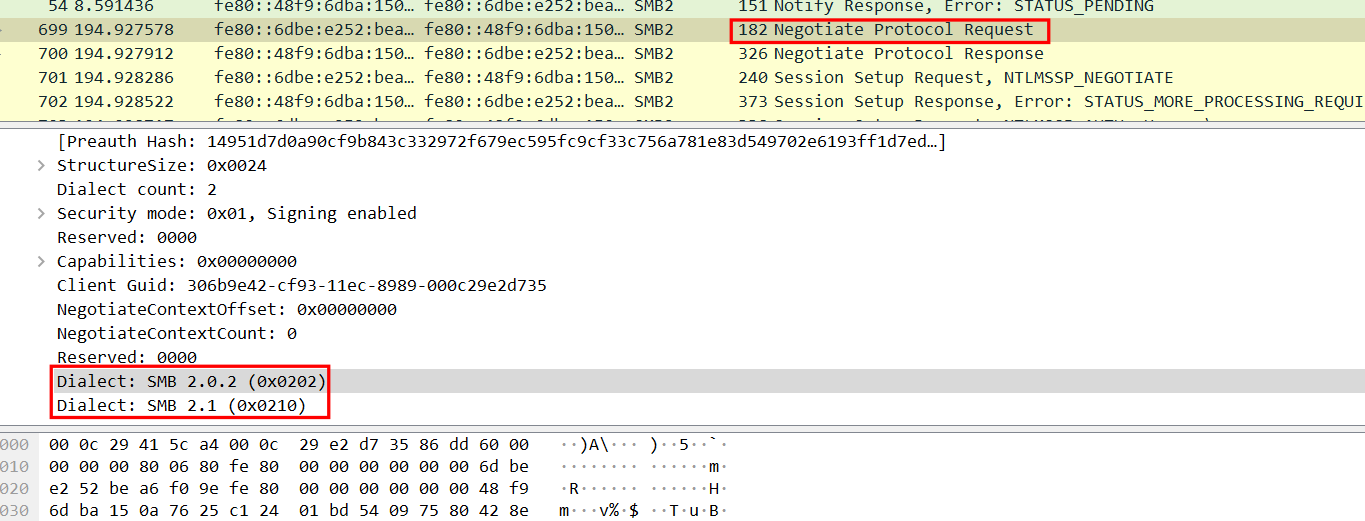 54 8.591436 fe80::48f9:6dba:150… fe80::6dbe:e252:bea… SMB2 151 Notify Response, Error: STATUS_PENDING
699 194.927578 fe80::6dbe:e252:bea… fe80::48f9:6dba:150… SMB2 182 Negotiate Protocol Request
700 194.927912 fe80::48f9:6dba:150… fe80::6dbe:e252:bea… SMB2 326 Negotiate Protocol Response
701 194.928286 fe80::6dbe:e252:bea… fe80::48f9:6dba:150… SMB2 240 Session Setup Request, NTLMSSP_NEGOTIATE
702 194.928522 fe80::48f9:6dba:150… fe80::6dbe:e252:bea… SMB2 373 Session Setup Response, Error: STATUS_MORE_PROCESSING_REQUI
[Preauth Hash: 14951d7d0a90cf9b843c332972f679ec595fc9cf33c756a781e83d549702e6193ff1d7ed…]
StructureSize: 0x0024
Dialect count: 2
Security mode: 0x01, Signing enabled
Reserved: 0000
Capabilities: 0x00000000
Client Guid: 306b9e42-cf93-11ec-8989-000c29e2d735
NegotiateContextOffset: 0x00000000
NegotiateContextCount: 0
Reserved: 0000
Dialect: SMB 2.0.2 (0x0202)
Dialect: SMB 2.1 (0x0210)
000 00 0c 29 41 5c a4 00 0c 29 e2 d7 35 86 dd 60 00 ··)A\··· )··5··`·
010 00 00 00 80 06 80 fe 80 00 00 00 00 00 00 6d be ········ ······m·
020 e2 52 be a6 f0 9e fe 80 00 00 00 00 00 00 48 f9 ·R······ ······H·
030 6d ba 15 0a 76 25 c1 24 01 bd 54 09 75 80 42 8e m···v%·$ ··T·u·B·